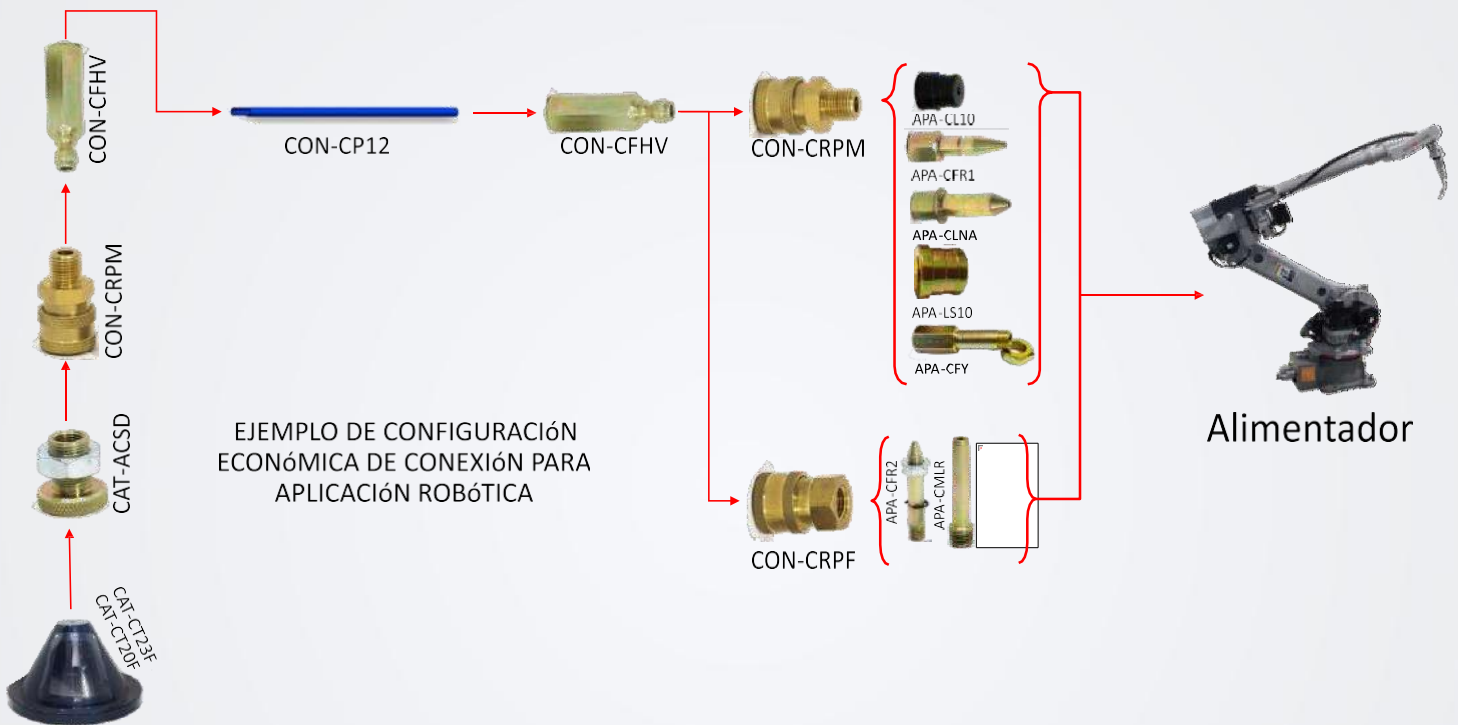 CON-CFHV
CON-CRPM
CAT-ACSD
CAT-CT23F
CAT-CT20F
CON-CP12
CON-CFHV
CON-CRPM
APA-CL10
APA-CFR1
APA-CLNA
APA-LS10
APA-CFY
EJEMPLO DE CONFIGURACIóN
ECONóMICA DE CONEXIóN PARA
APLICACIóN ROBóTICA
CON-CRPF
APA-CFR2
APA-CMLR
Alimentador